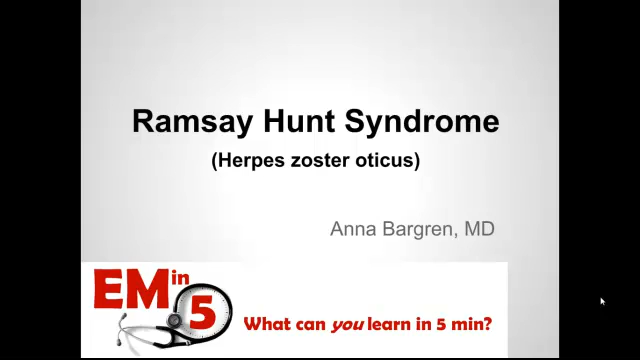 Ramsay Hunt Syndrome
(Herpes zoster oticus)
Anna Bargren, MD
EM in 5
What can you learn in 5 min?